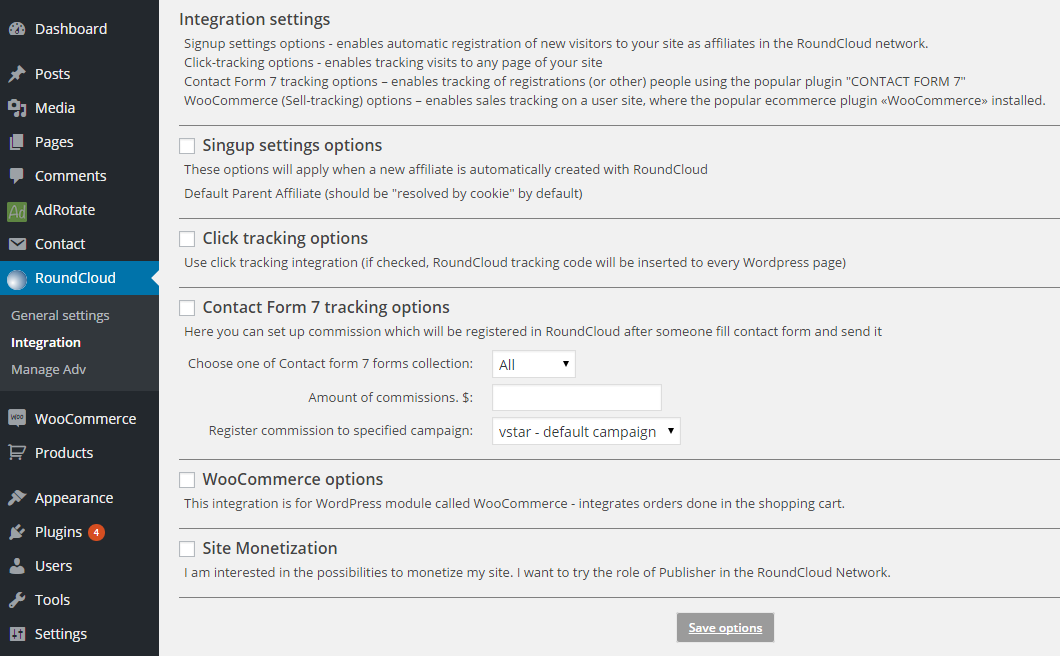 Dashboard
Posts
Media
Pages
Comments
Ad AdRotate
Contact
RoundCloud
General settings
Integration
Manage Adv
WOO WooCommerce
Products
Appearance
Plugins 4
Users
Tools
Settings
Integration settings
Signup settings options - enables automatic registration of new visitors to your site as affiliates in the RoundCloud network.
Click-tracking options - enables tracking visits to any page of your site
Contact Form 7 tracking options – enables tracking of registrations (or other) people using the popular plugin "CONTACT FORM 7"
WooCommerce (Sell-tracking) options – enables sales tracking on a user site, where the popular ecommerce plugin «WooCommerce» installed.
Singup settings options
These options will apply when a new affiliate is automatically created with RoundCloud
Default Parent Affiliate (should be "resolved by cookie" by default)
Click tracking options
Use click tracking integration (if checked, RoundCloud tracking code will be inserted to every Wordpress page)
Contact Form 7 tracking options
Here you can set up commission which will be registered in RoundCloud after someone fill contact form and send it
Choose one of Contact form 7 forms collection: All
Amount of commissions. $:
Register commission to specified campaign: vstar - default campaign
WooCommerce options
This integration is for WordPress module called WooCommerce - integrates orders done in the shopping cart.
Site Monetization
I am interested in the possibilities to monetize my site. I want to try the role of Publisher in the RoundCloud Network.
Save options